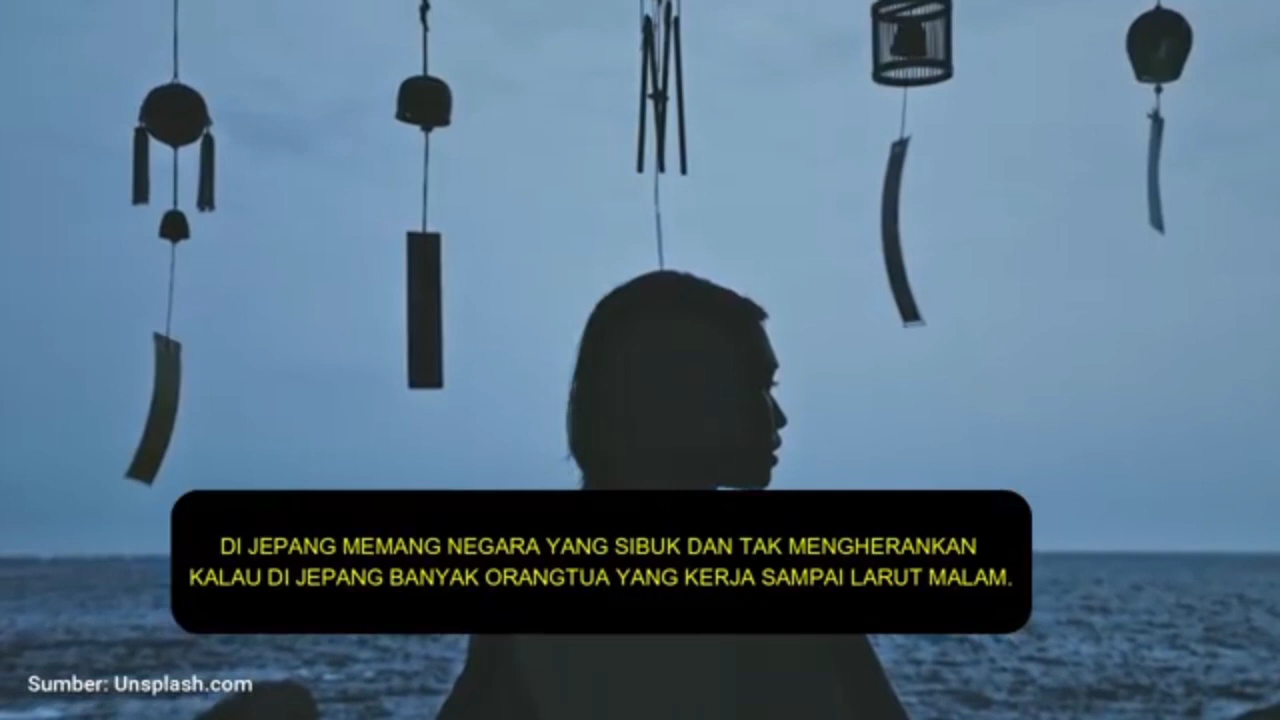 DI JEPANG MEMANG NEGARA YANG SIBUK DAN TAK MENGHERANKAN
KALAU DI JEPANG BANYAK ORANGTUA YANG KERJA SAMPAI LARUT MALAM.
Sumber: Unsplash.com